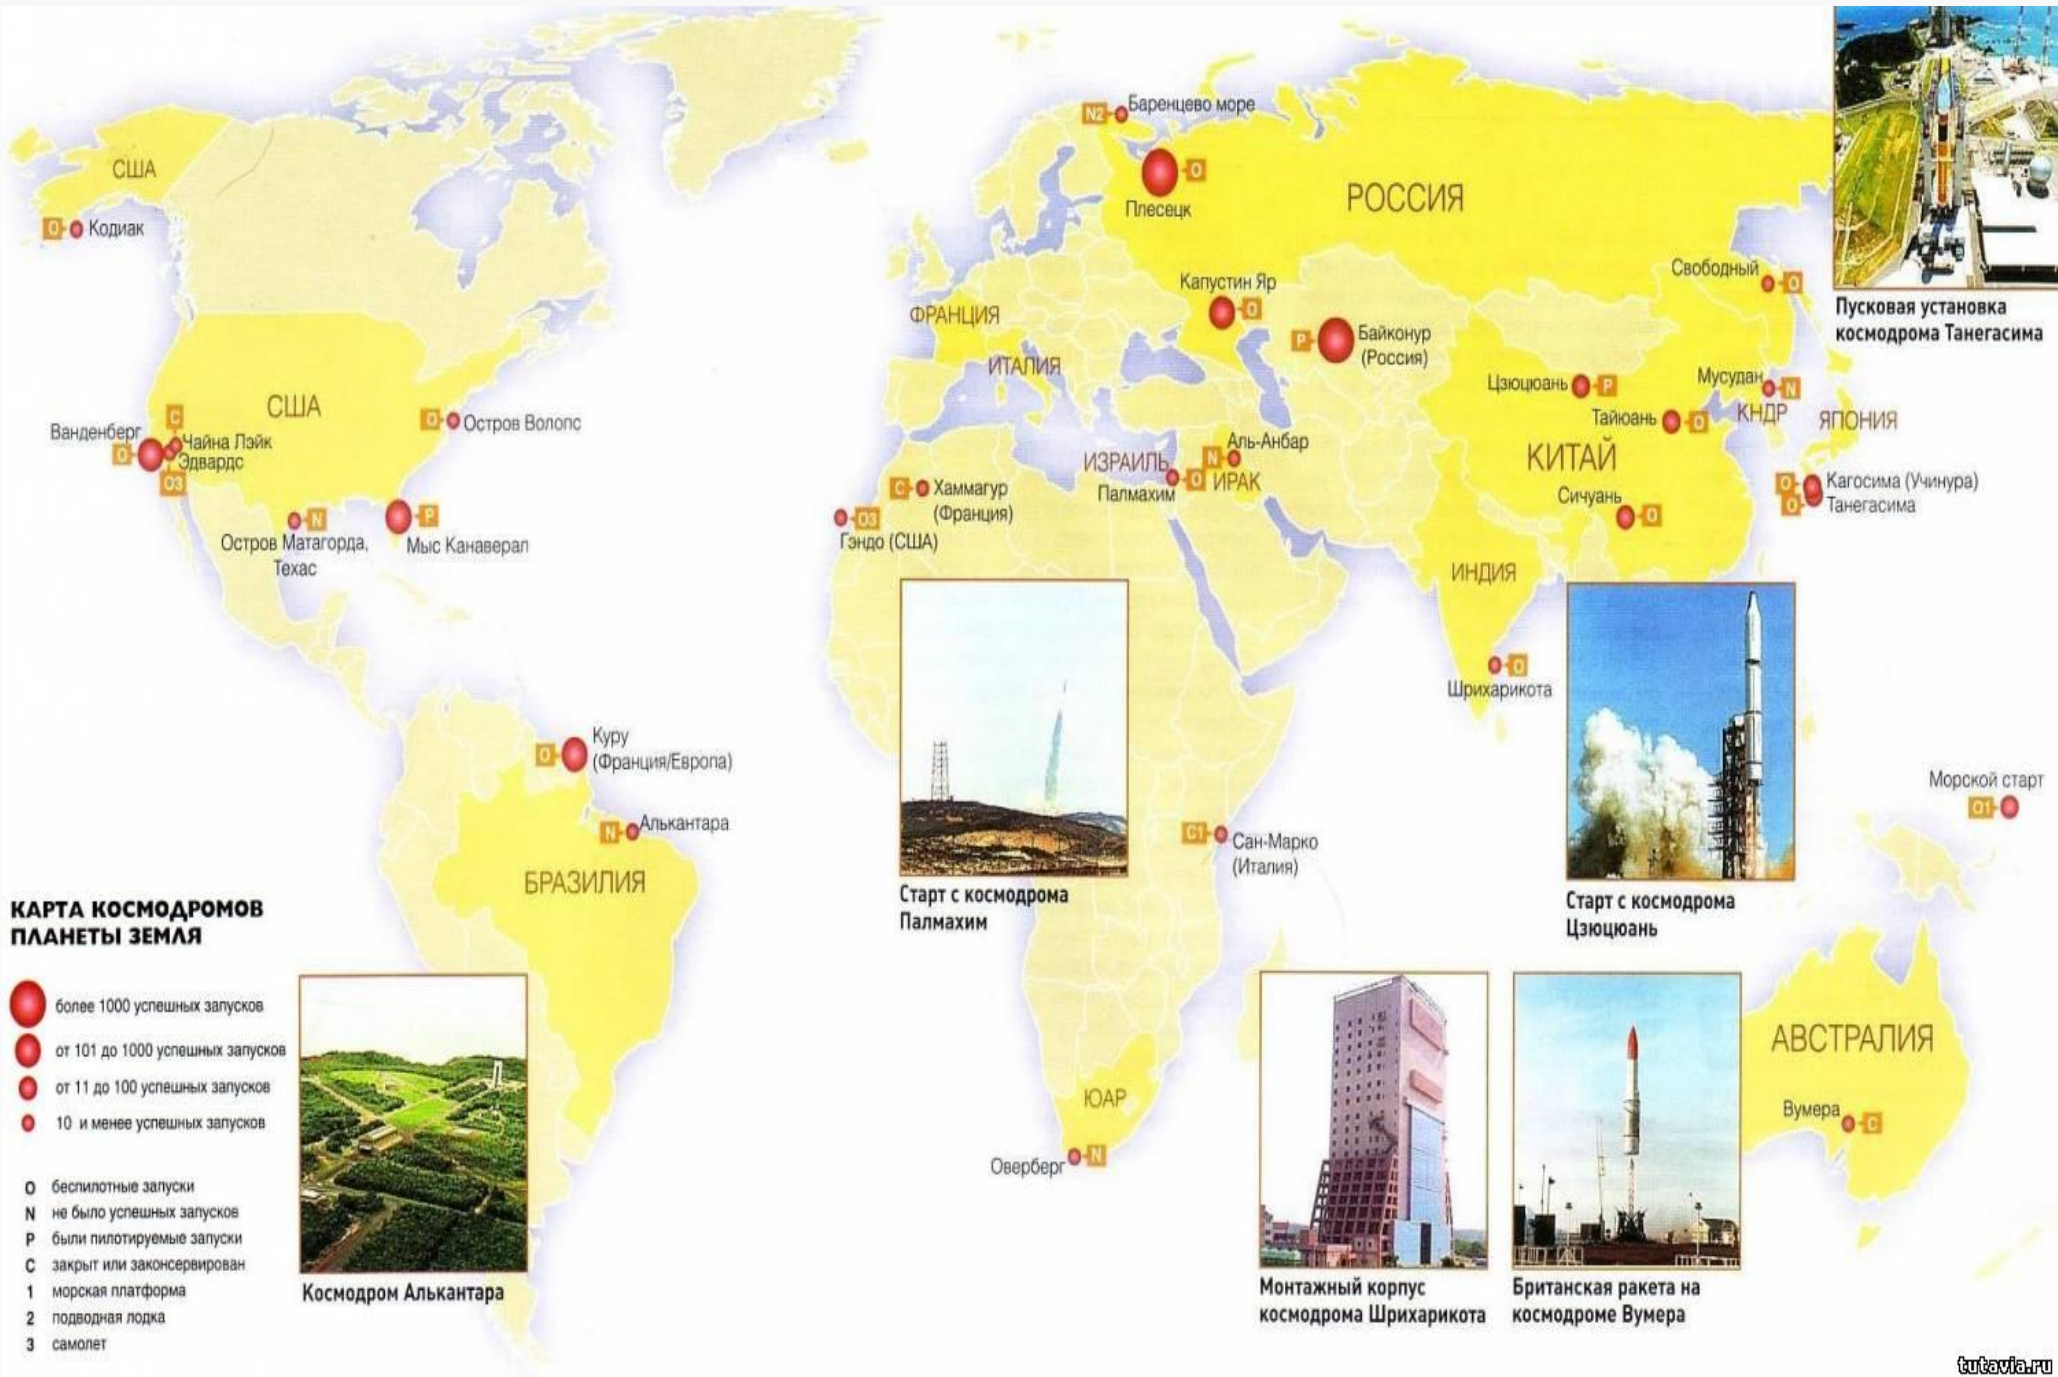 США
O
Кодиак
США
Ванденберг
O
C
Чайна Лэйк
Эдвардс
O3
O
Остров Волопс
N
Остров Матагорда,
Техас
P
Мыс Канаверал
O
Куру
(Франция/Европа)
N
Алькантара
БРАЗИЛИЯ
N2
Баренцево море
O
Плесецк
РОССИЯ
Капустин Яр
O
P
Байконур
(Россия)
Свободный
O
ФРАНЦИЯ
ИТАЛИЯ
Цзюцюань
P
Тайюань
O
Мусудан
N
КНДР
ЯПОНИЯ
КИТАЙ
Сичуань
O
O
Кагосима (Учинура)
O
Танегасима
Аль-Анбар
N
ИЗРАИЛЬ
O
ИРАК
Палмахим
C
Хаммагур
(Франция)
O3
Гэндо (США)
ИНДИЯ
O
Шрихарикота
C1
Сан-Марко
(Италия)
Морской старт
O1
АВСТРАЛИЯ
Вумера
C
ЮАР
Оверберг
N
Пусковая установка
космодрома Танегасима
Старт с космодрома
Палмахим
Старт с космодрома
Цзюцюань
Монтажный корпус
космодрома Шрихарикота
Британская ракета на
космодроме Вумера
Космодром Алькантара
КАРТА КОСМОДРОМОВ
ПЛАНЕТЫ ЗЕМЛЯ
более 1000 успешных запусков
от 101 до 1000 успешных запусков
от 11 до 100 успешных запусков
10 и менее успешных запусков
O беспилотные запуски
N не было успешных запусков
P были пилотируемые запуски
C закрыт или законсервирован
1 морская платформа
2 подводная лодка
3 самолет
tutavia.ru